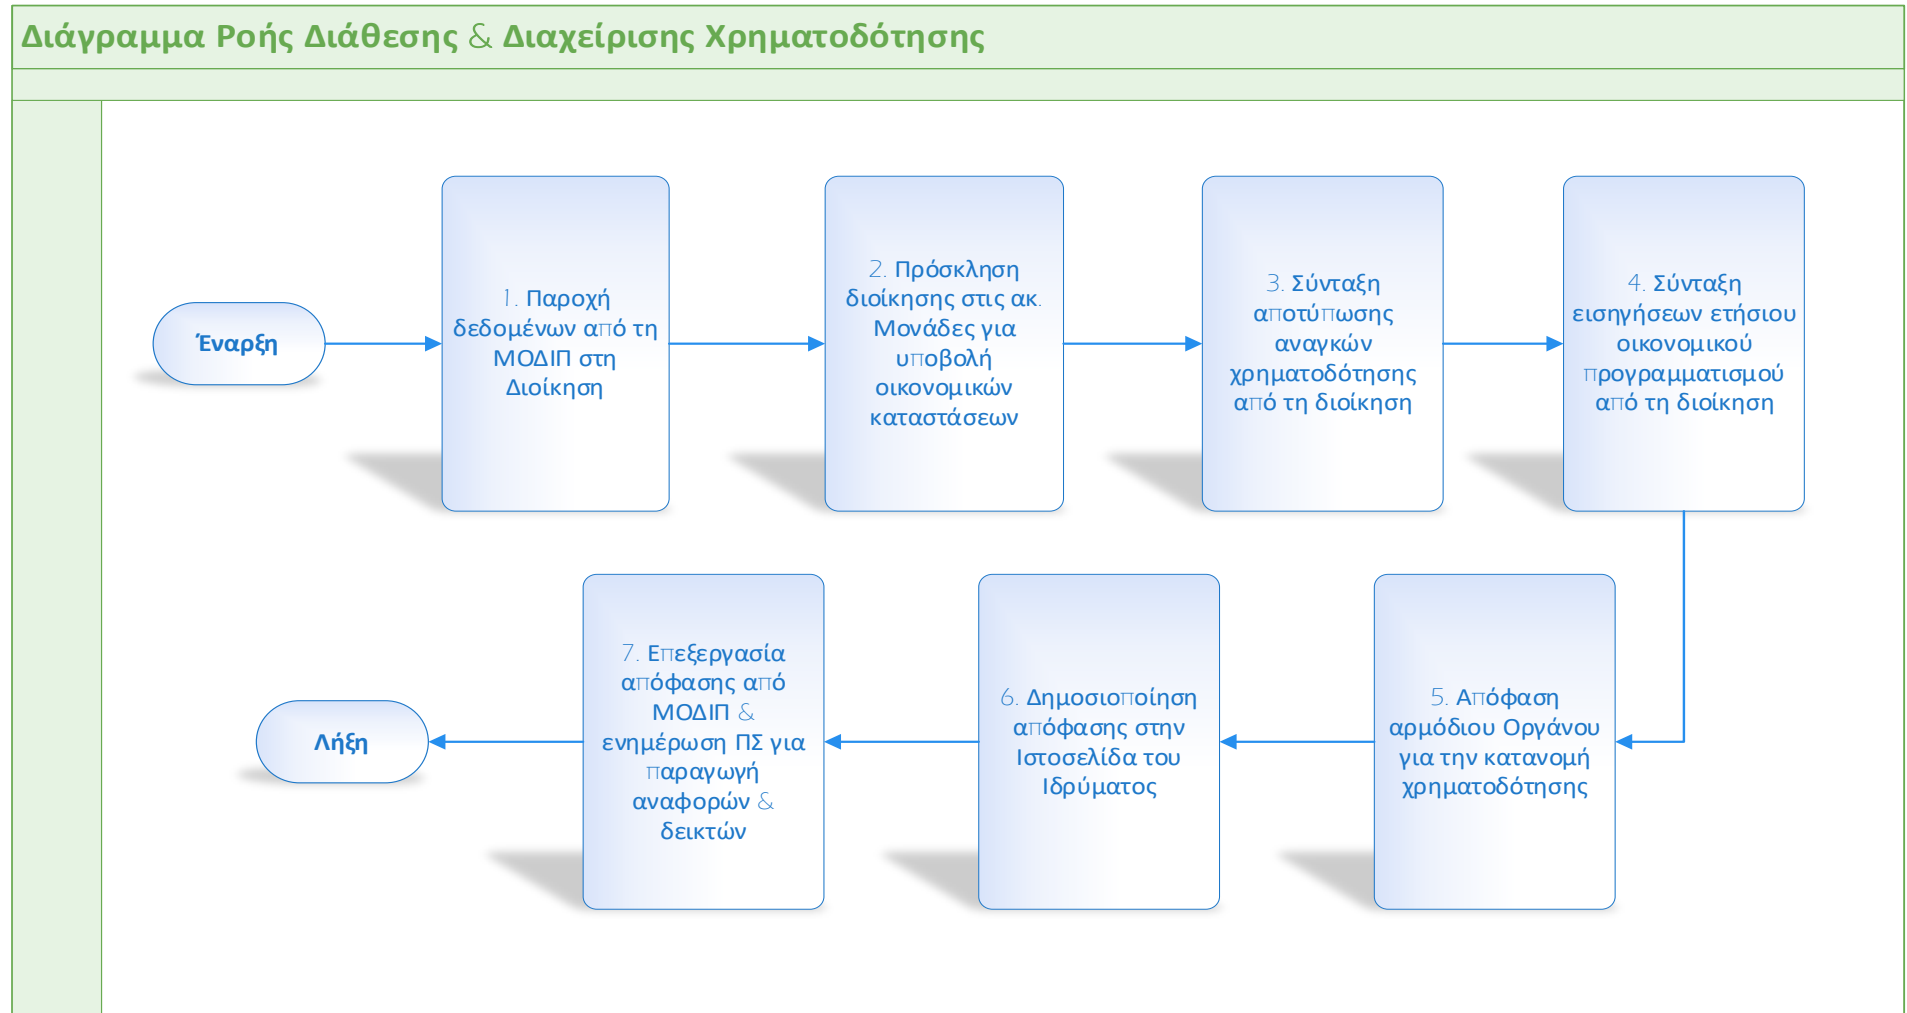 Διάγραμμα Ροής Διάθεσης & Διαχείρισης Χρηματοδότησης
Έναρξη
1. Παροχή
δεδομένων από τη
ΜΟΔΙΠ στη
Διοίκηση
2. Πρόσκληση
διοίκησης στις ακ.
Μονάδες για
υποβολή
οικονομικών
καταστάσεων
3. Σύνταξη
αποτύπωσης
αναγκών
χρηματοδότησης
από τη διοίκηση
4. Σύνταξη
εισηγήσεων ετήσιου
οικονομικού
προγραμματισμού
από τη διοίκηση
5. Απόφαση
αρμόδιου Οργάνου
για την κατανομή
χρηματοδότησης
6. Δημοσιοποίηση
απόφασης στην
Ιστοσελίδα του
Ιδρύματος
7. Επεξεργασία
απόφασης από
ΜΟΔΙΠ &
ενημέρωση ΠΣ για
παραγωγή
αναφορών &
δεικτών
Λήξη